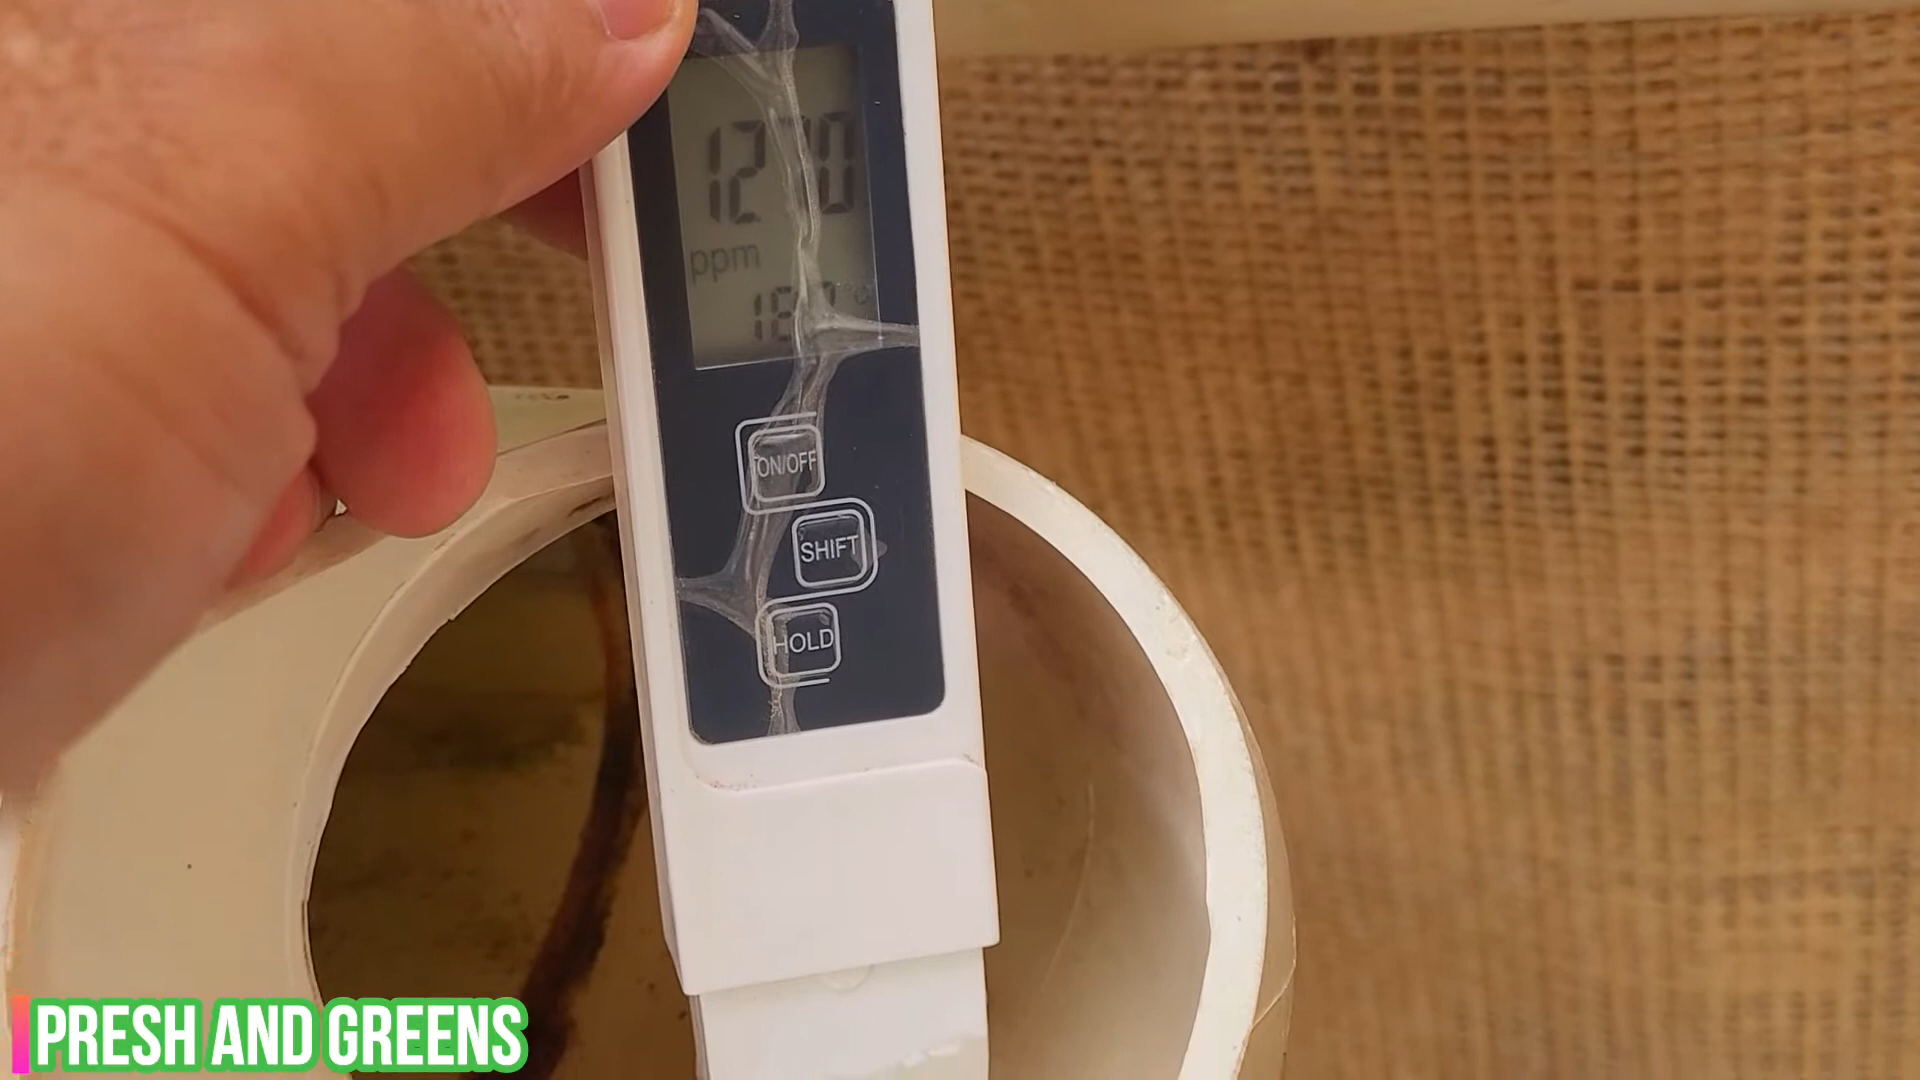 ppm
ON/OFF
SHIFT
HOLD
PRESH AND GREENS